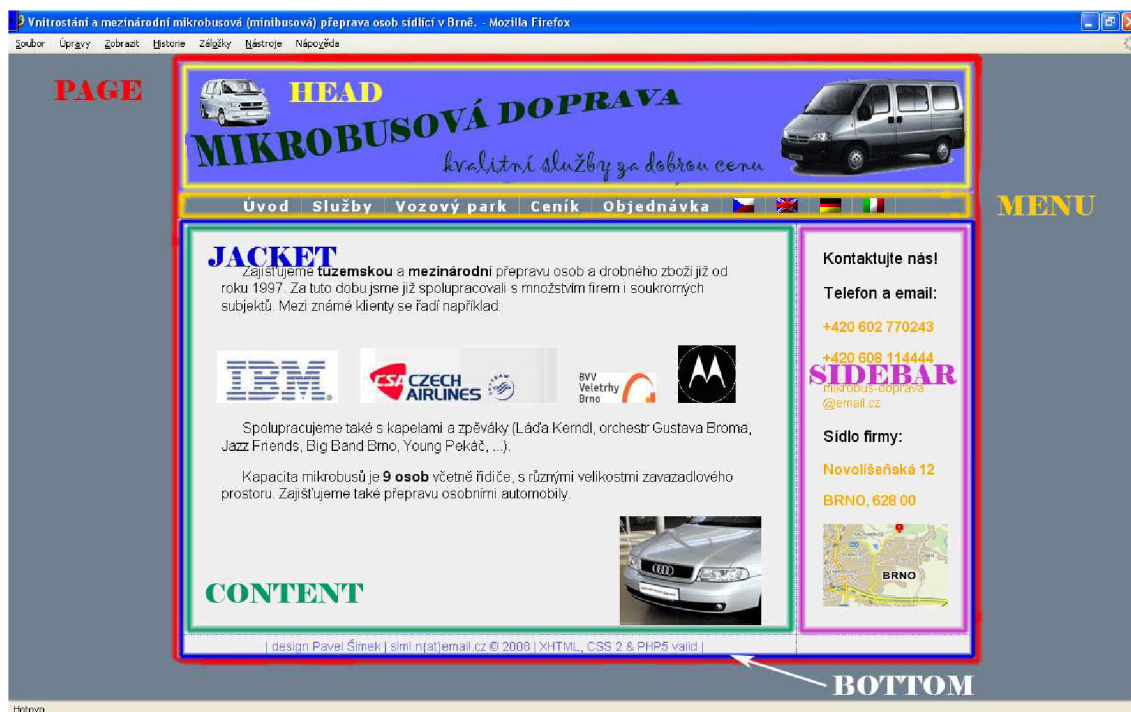 Vnitrostání a mezinárodní mikrobusová (minibusová) přeprava osob sídlící v Brně. - Mozilla Firefox
Soubor Úpravy Zobrazit Historie Záložky Nástroje Nápověda
PAGE
HEAD
MIKROBUSOVÁ DOPRAVA
kvalitní služby za dobrou cenu
Úvod Služby Vozový park Ceník Objednávka
MENU
JACKET
Zajišťujeme tuzemskou a mezinárodní přepravu osob a drobného zboží již od
roku 1997. Za tuto dobu jsme již spolupracovali s množstvím firem i soukromých
subjektů. Mezi známé klienty se řadí například:
IBM
CSA CZECH
AIRLINES
BVV
Veletrhy
Brno
Spolupracujeme také s kapelami a zpěváky (Láďa Kerndl, orchestr Gustava Broma,
Jazz Friends, Big Band Brno, Young Pekáč, ...).
Kapacita mikrobusů je 9 osob včetně řidiče, s různými velikostmi zavazadlového
prostoru. Zajišťujeme také přepravu osobními automobily.
CONTENT
Kontaktujte nás!
Telefon a email:
+420 602 770243
+420 608 114444
SIDEBAR
mikrobus-doprava
@email.cz
Sídlo firmy:
Novolíšeňská 12
BRNO, 628 00
BRNO
| design Pavel Šimek | simi.n(at)email.cz © 2008 | XHTML, CSS 2 & PHP5 valid |
BOTTOM
Hotovo